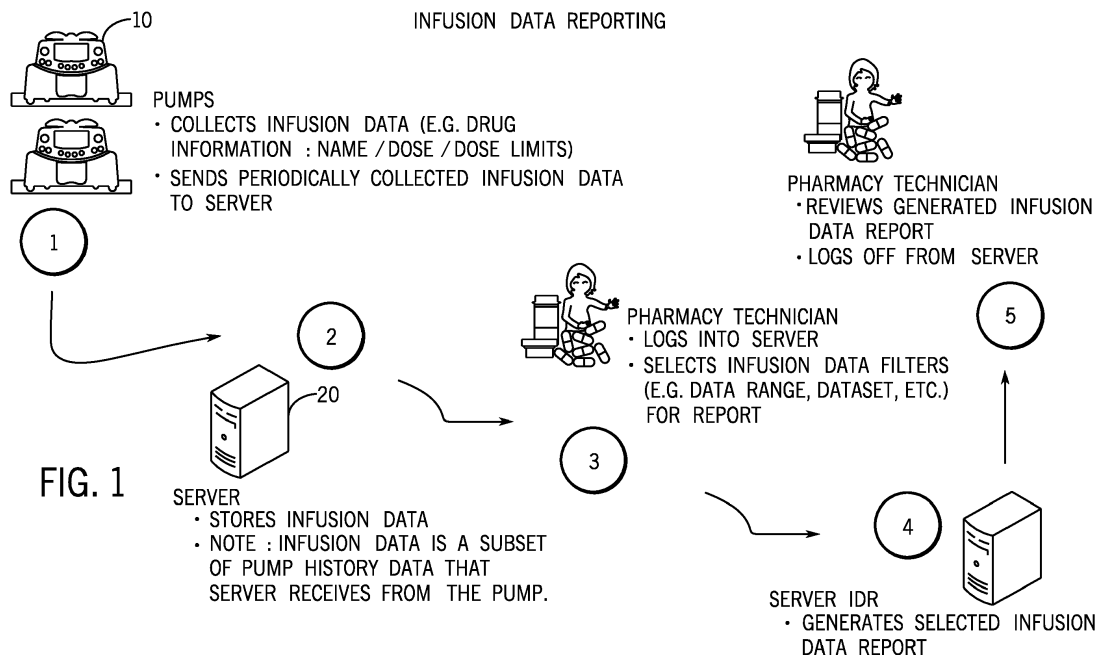 INFUSION DATA REPORTING
10
PUMPS
• COLLECTS INFUSION DATA (E.G. DRUG
INFORMATION : NAME / DOSE / DOSE LIMITS)
• SENDS PERIODICALLY COLLECTED INFUSION DATA
TO SERVER
1
2
20
SERVER
• STORES INFUSION DATA
• NOTE : INFUSION DATA IS A SUBSET
OF PUMP HISTORY DATA THAT
SERVER RECEIVES FROM THE PUMP.
PHARMACY TECHNICIAN
• LOGS INTO SERVER
• SELECTS INFUSION DATA FILTERS
(E.G. DATA RANGE, DATASET, ETC.)
FOR REPORT
3
4
SERVER IDR
• GENERATES SELECTED INFUSION
DATA REPORT
PHARMACY TECHNICIAN
• REVIEWS GENERATED INFUSION
DATA REPORT
• LOGS OFF FROM SERVER
5
FIG. 1